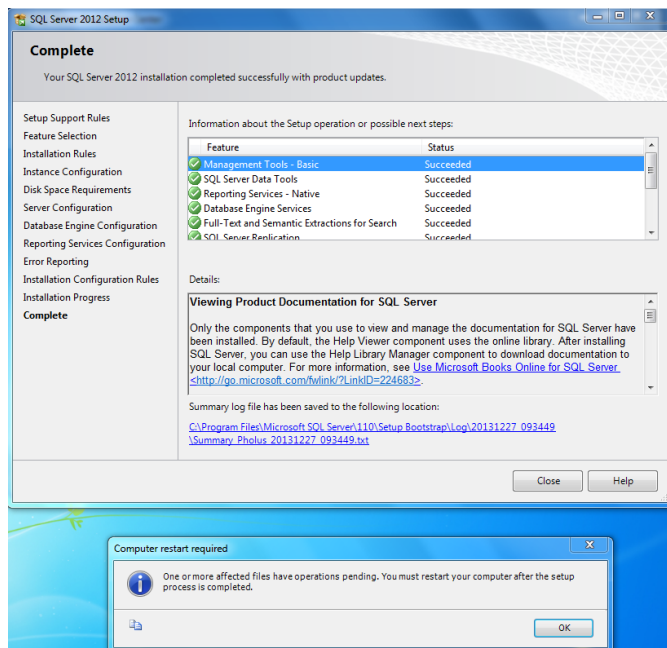 SQL Server 2012 Setup
Complete
Your SQL Server 2012 installation completed successfully with product updates.
Setup Support Rules
Feature Selection
Installation Rules
Instance Configuration
Disk Space Requirements
Server Configuration
Database Engine Configuration
Reporting Services Configuration
Error Reporting
Installation Configuration Rules
Installation Progress
Complete
Information about the Setup operation or possible next steps:
Feature Status
Management Tools - Basic Succeeded
SQL Server Data Tools Succeeded
Reporting Services - Native Succeeded
Database Engine Services Succeeded
Full-Text and Semantic Extractions for Search Succeeded
SQL Server Replication Succeeded
Details:
Viewing Product Documentation for SQL Server
Only the components that you use to view and manage the documentation for SQL Server have
been installed. By default, the Help Viewer component uses the online library. After installing
SQL Server, you can use the Help Library Manager component to download documentation to
your local computer. For more information, see Use Microsoft Books Online for SQL Server
<http://go.microsoft.com/fwlink/?LinkID=224683>.
Summary log file has been saved to the following location:
C:\Program Files\Microsoft SQL Server\110\Setup Bootstrap\Log\20131227_093449
\Summary_Pholus_20131227_093449.txt
Close Help
Computer restart required
One or more affected files have operations pending. You must restart your computer after the setup
process is completed.
OK